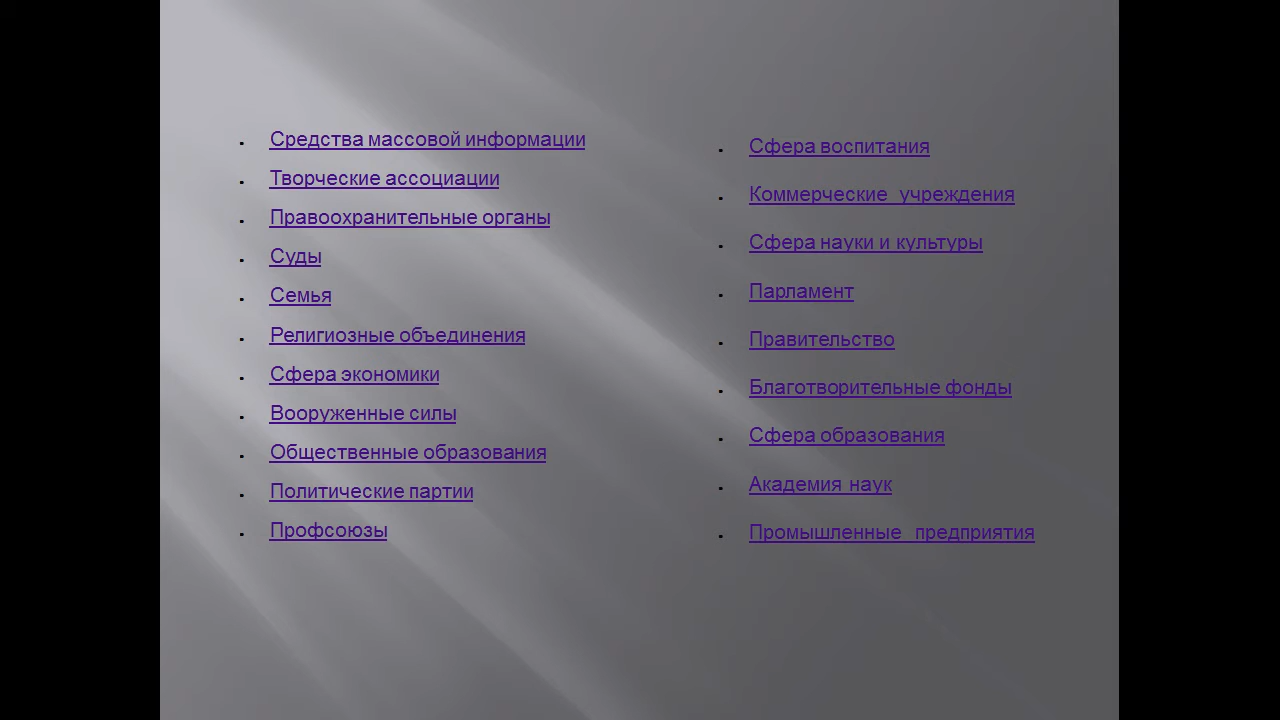 Средства массовой информации
Творческие ассоциации
Правоохранительные органы
Суды
Семья
Религиозные объединения
Сфера экономики
Вооруженные силы
Общественные образования
Политические партии
Профсоюзы
Сфера воспитания
Коммерческие учреждения
Сфера науки и культуры
Парламент
Правительство
Благотворительные фонды
Сфера образования
Академия наук
Промышленные предприятия